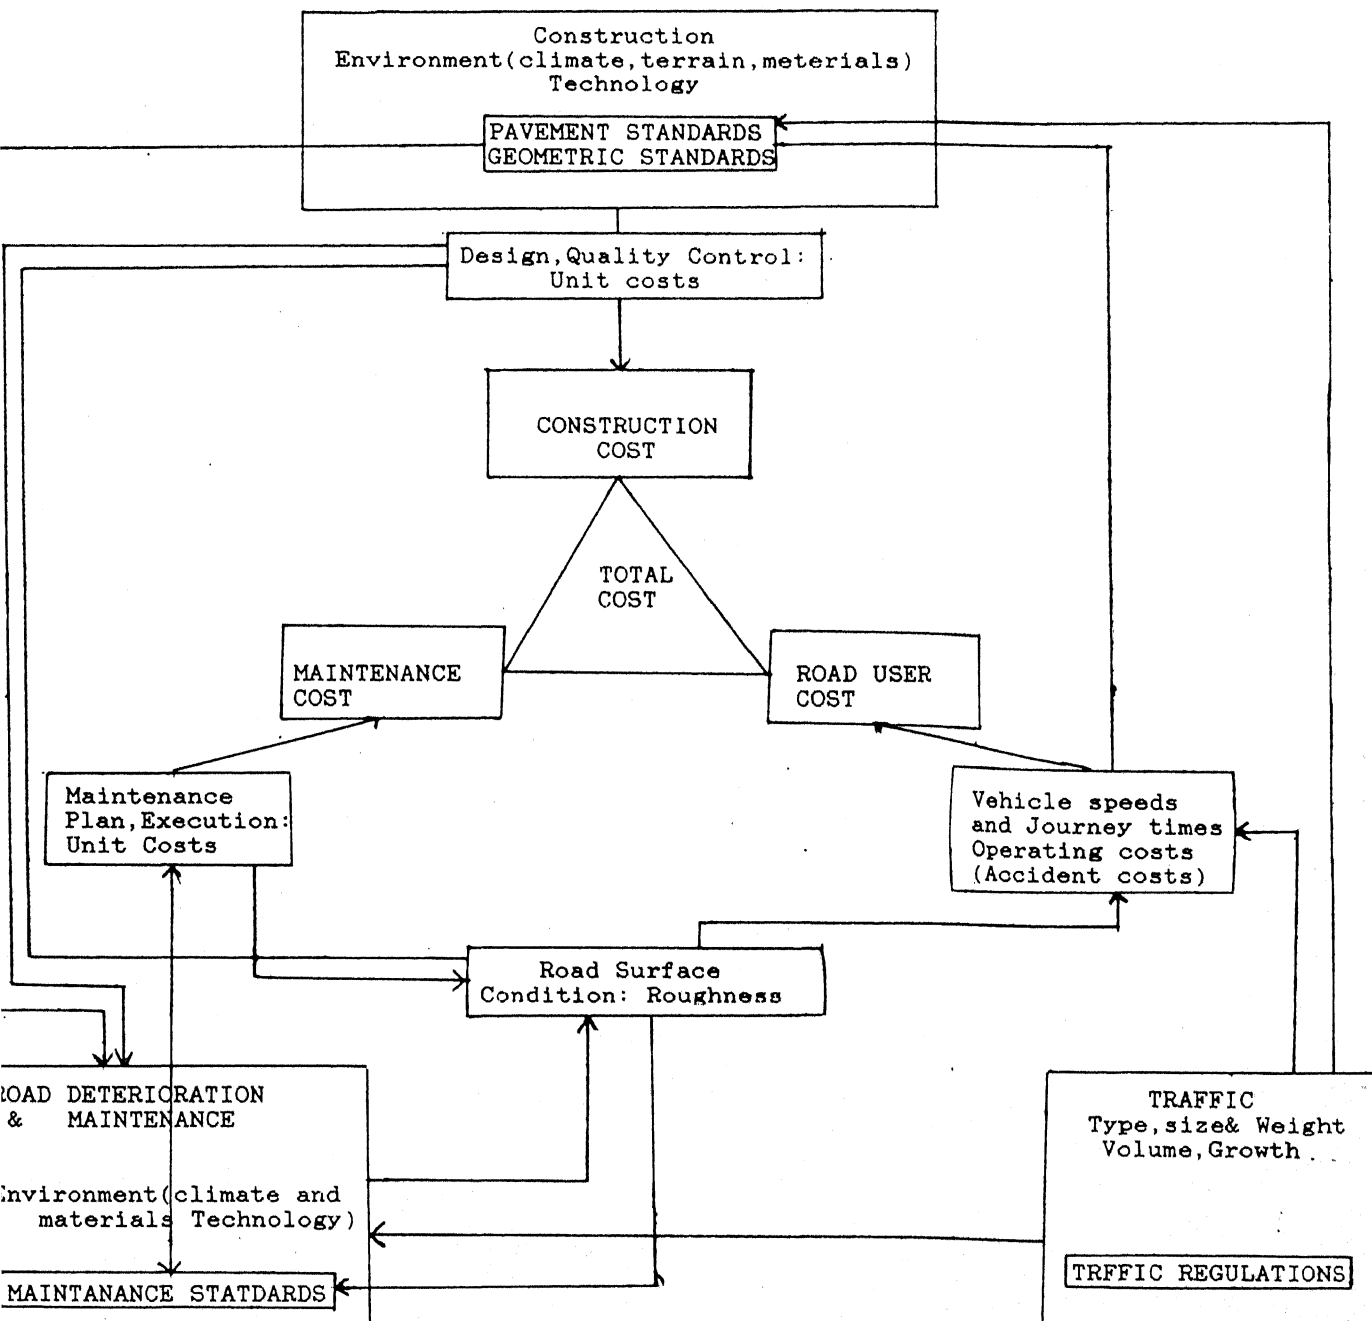 Construction
Environment(climate,terrain,meterials)
Technology
PAVEMENT STANDARDS
GEOMETRIC STANDARDS
Design,Quality Control:
Unit costs
CONSTRUCTION
COST
TOTAL
COST
MAINTENANCE
COST
ROAD USER
COST
Maintenance
Plan,Execution:
Unit Costs
Vehicle speeds
and Journey times
Operating costs
(Accident costs)
Road Surface
Condition: Roughness
ROAD DETERIORATION
& MAINTENANCE
Environment(climate and
materials Technology)
MAINTANANCE STATDARDS
TRAFFIC
Type,size& Weight
Volume,Growth
TRFFIC REGULATIONS